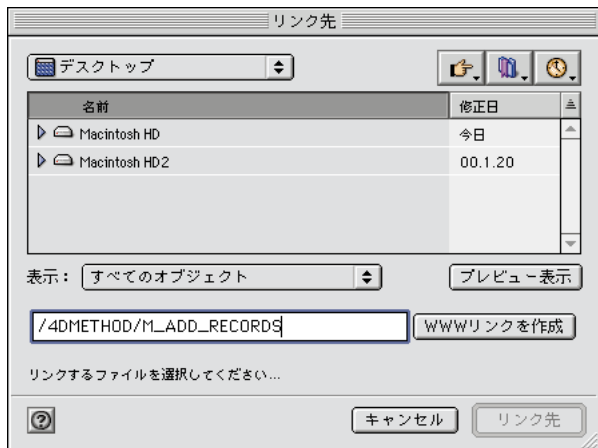 リンク先
デスクトップ
名前 修正日
Macintosh HD 今日
Macintosh HD2 00.1.20
表示： すべてのオブジェクト プレビュー表示
/4DMETHOD/M_ADD_RECORDS WWWリンクを作成
リンクするファイルを選択してください...
? キャンセル リンク先